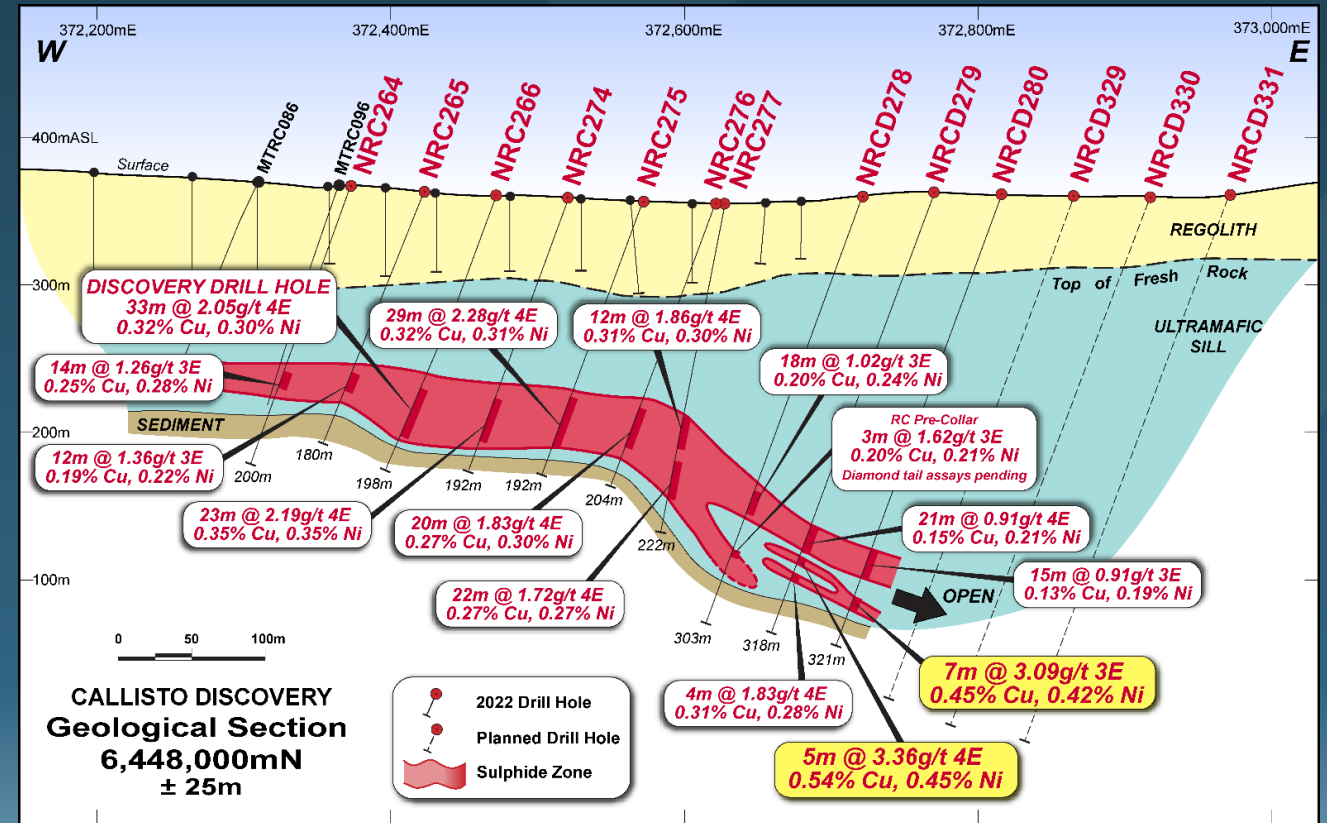 372,200mE
372,400mE
372,600mE
372,800mE
373,000mE
W
E
MTRC086
MTRC096
NRC264
NRC265
NRC266
NRC274
NRC275
NRC276
NRC277
NRCD278
NRCD279
NRCD280
NRCD329
NRCD330
NRCD331
400mASL
Surface
REGOLITH
300m
Top of Fresh Rock
ULTRAMAFIC
SILL
DISCOVERY DRILL HOLE
33m @ 2.05g/t 4E
0.32% Cu, 0.30% Ni
29m @ 2.28g/t 4E
0.32% Cu, 0.31% Ni
12m @ 1.86g/t 4E
0.31% Cu, 0.30% Ni
18m @ 1.02g/t 3E
0.20% Cu, 0.24% Ni
14m @ 1.26g/t 3E
0.25% Cu, 0.28% Ni
RC Pre-Collar
3m @ 1.62g/t 3E
0.20% Cu, 0.21% Ni
Diamond tail assays pending
200m
SEDIMENT
12m @ 1.36g/t 3E
0.19% Cu, 0.22% Ni
200m
180m
198m
192m
192m
204m
222m
23m @ 2.19g/t 4E
0.35% Cu, 0.35% Ni
20m @ 1.83g/t 4E
0.27% Cu, 0.30% Ni
21m @ 0.91g/t 4E
0.15% Cu, 0.21% Ni
100m
22m @ 1.72g/t 4E
0.27% Cu, 0.27% Ni
15m @ 0.91g/t 3E
0.13% Cu, 0.19% Ni
OPEN
303m
318m
321m
0 50 100m
7m @ 3.09g/t 3E
0.45% Cu, 0.42% Ni
4m @ 1.83g/t 4E
0.31% Cu, 0.28% Ni
5m @ 3.36g/t 4E
0.54% Cu, 0.45% Ni
CALLISTO DISCOVERY
Geological Section
6,448,000mN
± 25m
2022 Drill Hole
Planned Drill Hole
Sulphide Zone